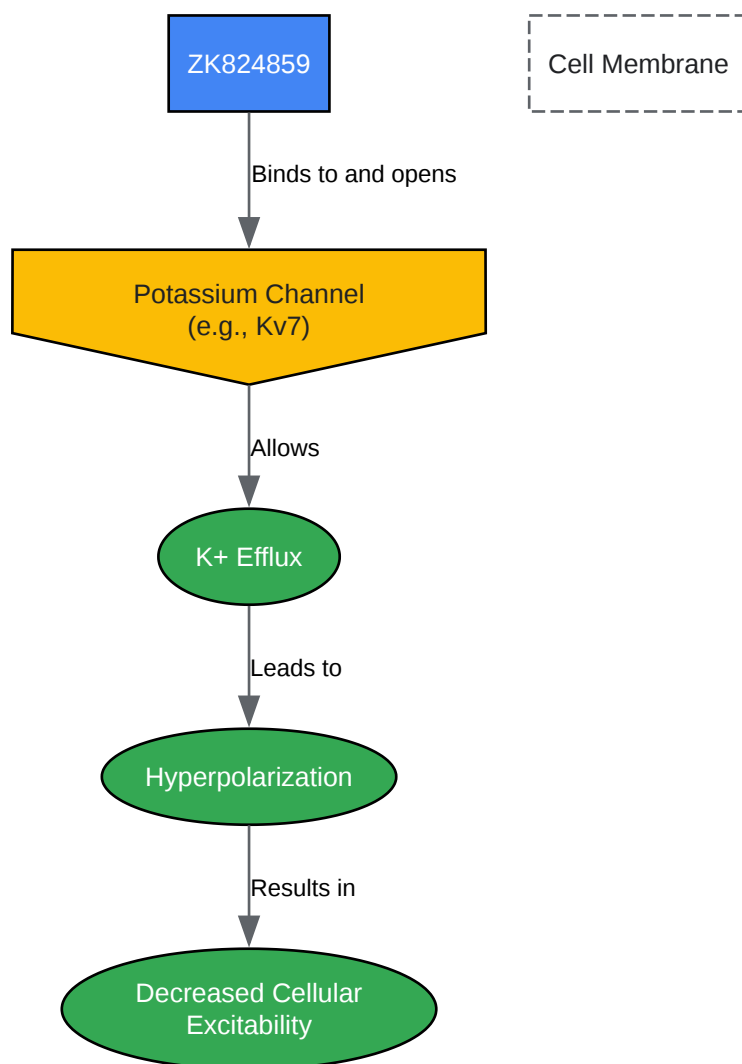 ZK824859
Cell Membrane
Binds to and opens
Potassium Channel
(e.g., Kv7)
Allows
K+ Efflux
Leads to
Hyperpolarization
Results in
Decreased Cellular
Excitability